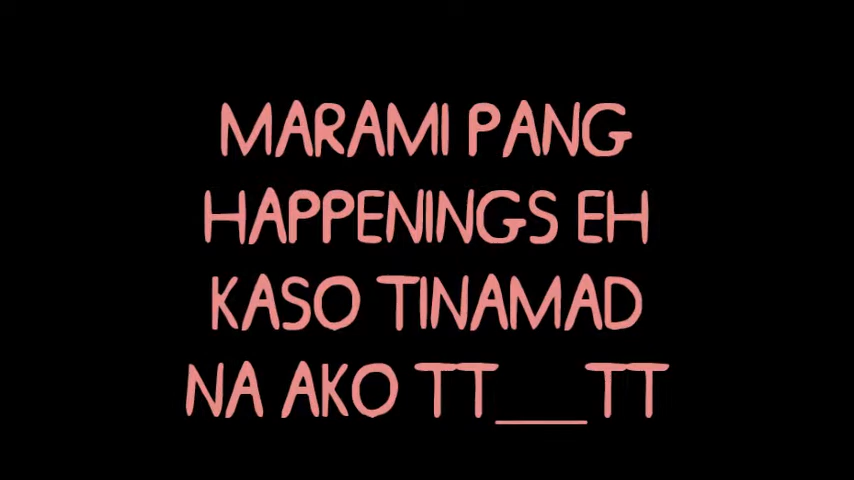 MARAMI PANG
HAPPENINGS EH
KASO TINAMAD
NA AKO TT___TT